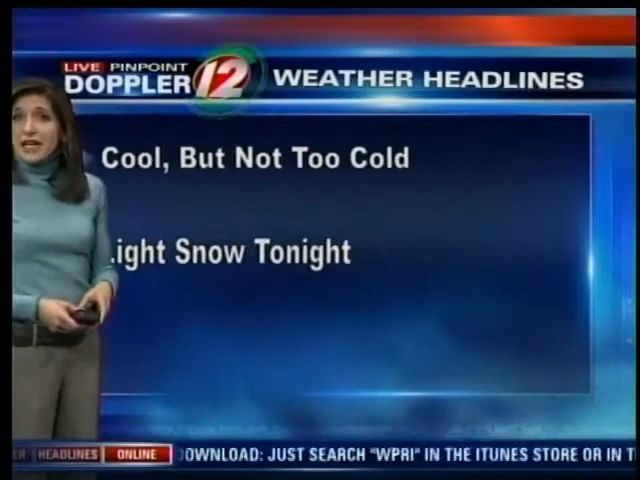 LIVE PINPOINT
DOPPLER 12 WEATHER HEADLINES
Cool, But Not Too Cold
.ight Snow Tonight
ER HEADLINES ONLINE OWNLOAD: JUST SEARCH "WPRI" IN THE ITUNES STORE OR IN T